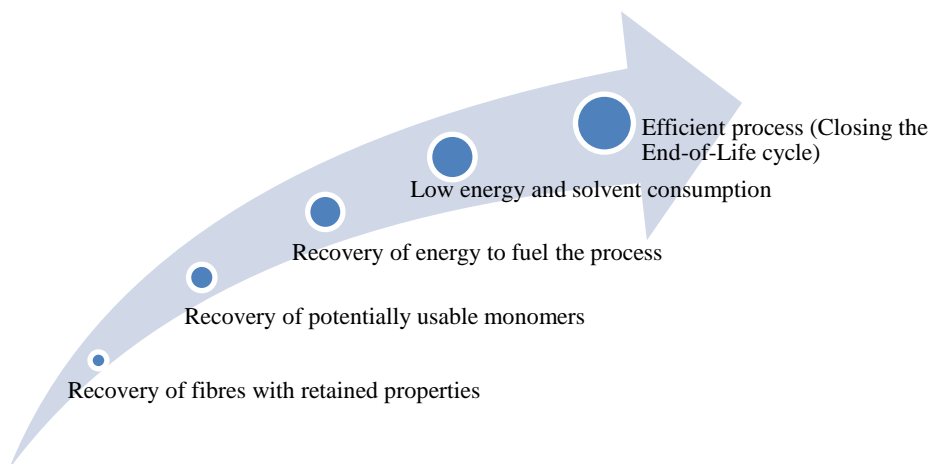 Efficient process (Closing the
End-of-Life cycle)
Low energy and solvent consumption
Recovery of energy to fuel the process
Recovery of potentially usable monomers
Recovery of fibres with retained properties